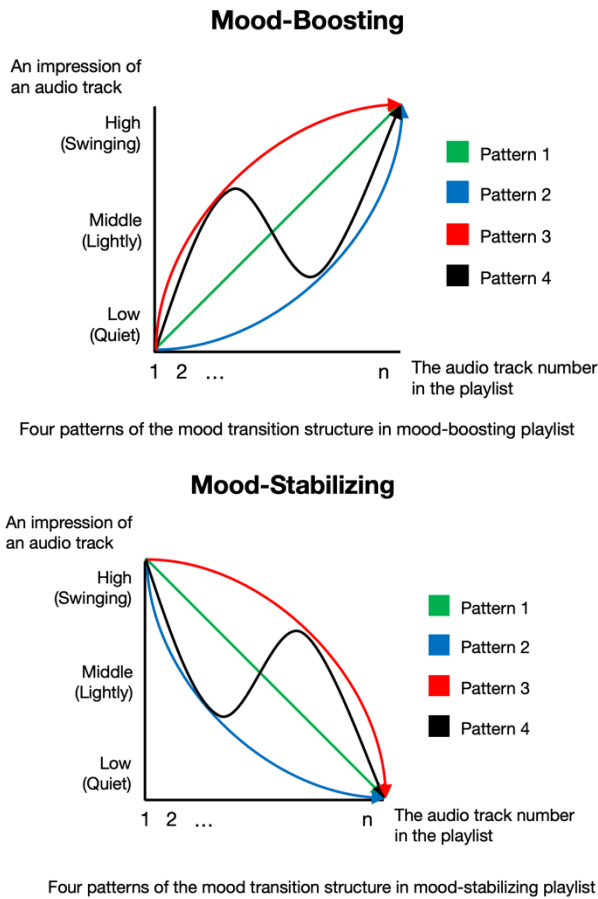 Mood-Boosting
An impression of
an audio track
High
(Swinging)
Middle
(Lightly)
Low
(Quiet)
Pattern 1
Pattern 2
Pattern 3
Pattern 4
1 2 ... n
The audio track number
in the playlist
Four patterns of the mood transition structure in mood-boosting playlist
Mood-Stabilizing
An impression of
an audio track
High
(Swinging)
Middle
(Lightly)
Low
(Quiet)
Pattern 1
Pattern 2
Pattern 3
Pattern 4
1 2 ... n
The audio track number
in the playlist
Four patterns of the mood transition structure in mood-stabilizing playlist